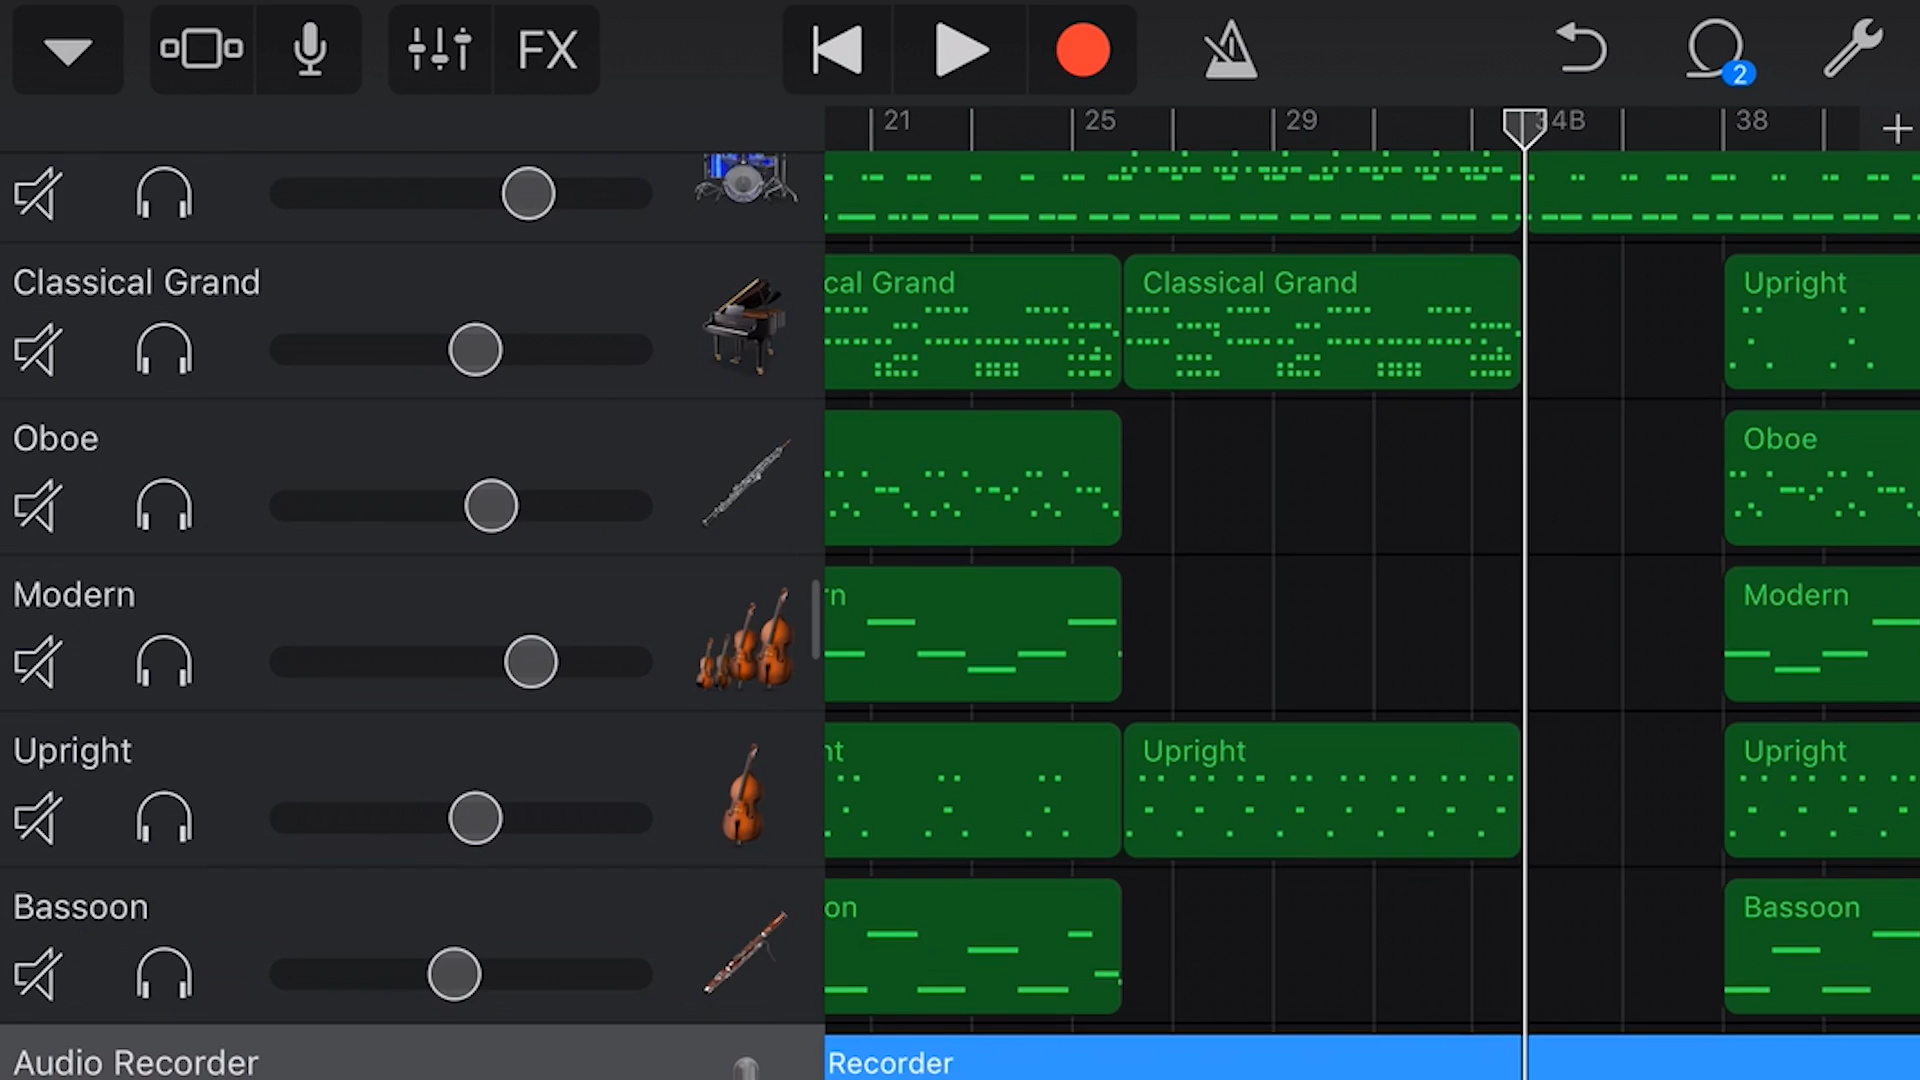 FX
2
21 25 29 34B 38
Classical Grand
cal Grand
Classical Grand
Upright
Oboe
Oboe
Modern
rn
Modern
Upright
ht
Upright
Upright
Bassoon
on
Bassoon
Audio Recorder
Recorder